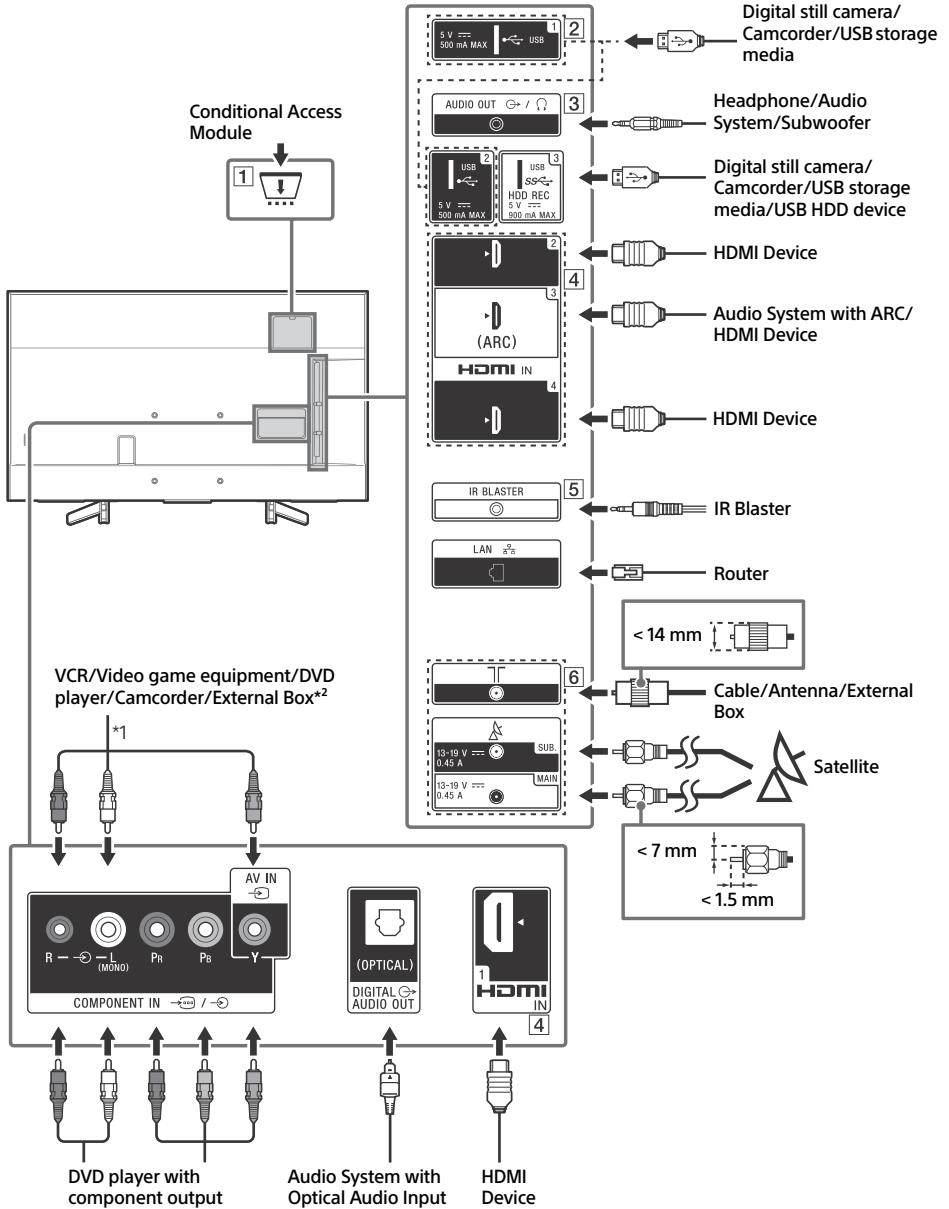 Digital still camera/
Camcorder/USB storage
media
1
2
5 V
500 mA MAX
USB
Conditional Access
Module
1
AUDIO OUT /
3
Headphone/Audio
System/Subwoofer
2
USB
5 V
500 mA MAX
3
USB
SS
HDD REC
5 V
900 mA MAX
Digital still camera/
Camcorder/USB storage
media/USB HDD device
2
HDMI Device
4
3
(ARC)
HDMI IN
Audio System with ARC/
HDMI Device
4
HDMI Device
IR BLASTER
5
IR Blaster
LAN
Router
< 14 mm
6
Cable/Antenna/External
Box
13-19 V
0.45 A
SUB.
13-19 V
0.45 A
MAIN
Satellite
< 7 mm
< 1.5 mm
VCR/Video game equipment/DVD
player/Camcorder/External Box*2
*1
AV IN
R – – L
(MONO)
PR
PB
Y
COMPONENT IN /
(OPTICAL)
DIGITAL
AUDIO OUT
1
HDMI
IN
4
DVD player with
component output
Audio System with
Optical Audio Input
HDMI
Device